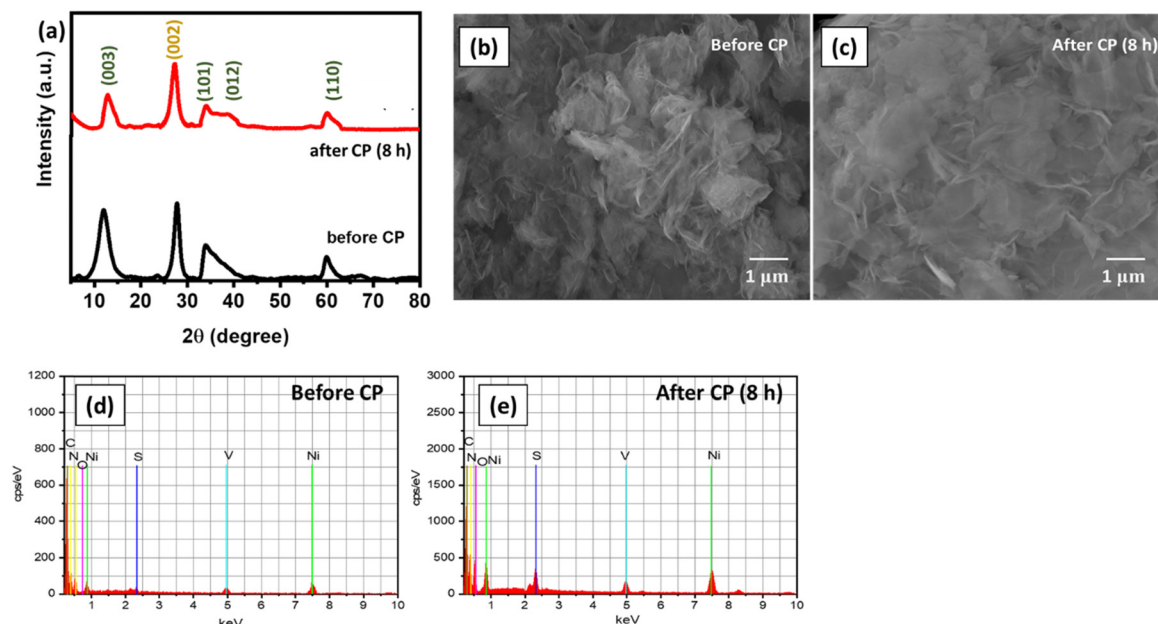 (a)
(003)
(002)
(101)
(012)
(110)
after CP (8 h)
before CP
Intensity (a.u.)
10 20 30 40 50 60 70 80
2θ (degree)
(b)
Before CP
1 μm
(c)
After CP (8 h)
1 μm
(d)
Before CP
1200
1000
800
600
400
200
0
cps/eV
C
N
O
Ni
S
V
Ni
1 2 3 4 5 6 7 8 9 10
keV
(e)
After CP (8 h)
3000
2500
2000
1500
1000
500
0
cps/eV
C
N
O
Ni
S
V
Ni
1 2 3 4 5 6 7 8 9 10
keV